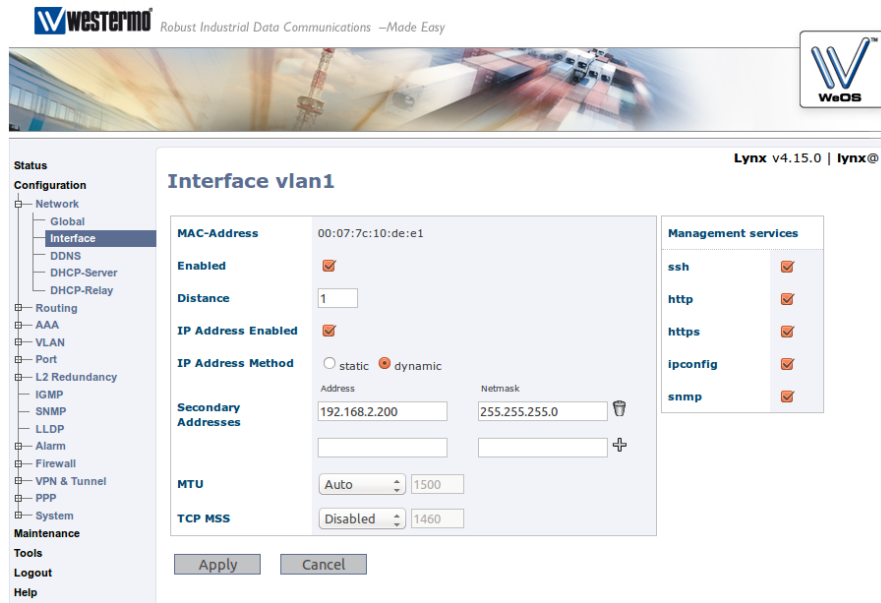 westermo® Robust Industrial Data Communications –Made Easy
WeOS™
Lynx v4.15.0 | lynx@
Status
Configuration
Network
Global
Interface
DDNS
DHCP-Server
DHCP-Relay
Routing
AAA
VLAN
Port
L2 Redundancy
IGMP
SNMP
LLDP
Alarm
Firewall
VPN & Tunnel
PPP
System
Maintenance
Tools
Logout
Help
Interface vlan1
MAC-Address 00:07:7c:10:de:e1
Enabled
Distance 1
IP Address Enabled
IP Address Method static dynamic
Address Netmask
Secondary Addresses 192.168.2.200 255.255.255.0
MTU Auto 1500
TCP MSS Disabled 1460
Apply Cancel
Management services
ssh
http
https
ipconfig
snmp